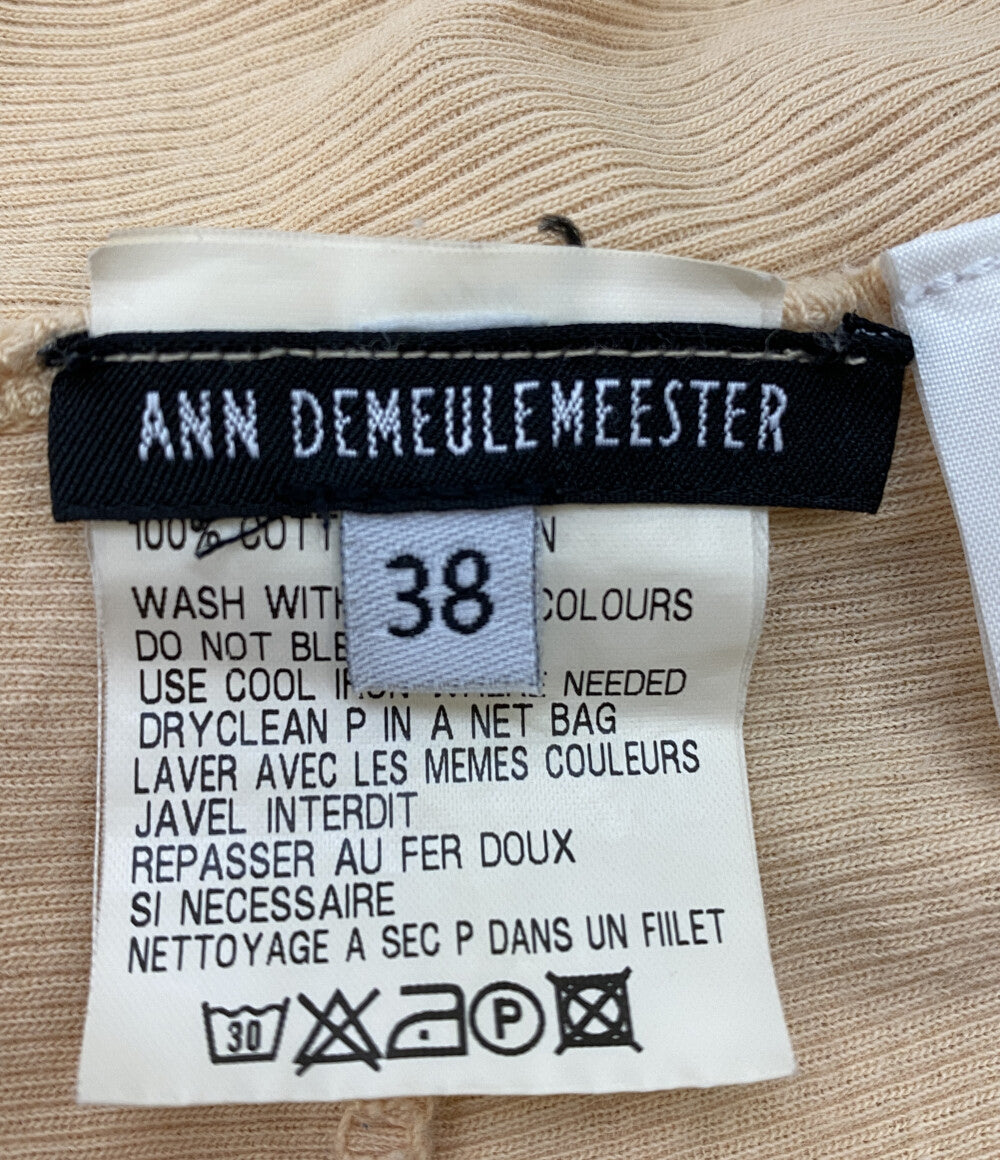 ANN DEMEULEMEESTER
38
100%
WASH COLOURS
DO NOT
USE COOL NEEDED
DRYCLEAN P IN A NET BAG
LAVER AVEC LES MEMES COULEURS
JAVEL INTERDIT
REPASSER AU FER DOUX
SI NECESSAIRE
NETTOYAGE A SEC P DANS UN FIILET
30 P